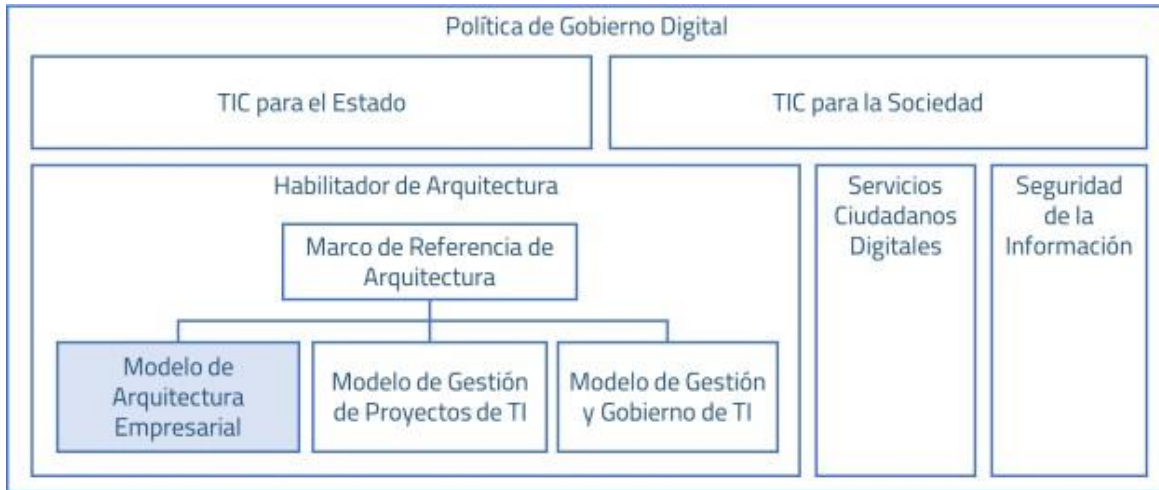 Política de Gobierno Digital
TIC para el Estado
TIC para la Sociedad
Habilitador de Arquitectura
Marco de Referencia de
Arquitectura
Modelo de
Arquitectura
Empresarial
Modelo de Gestión
de Proyectos de TI
Modelo de Gestión
y Gobierno de TI
Servicios
Ciudadanos
Digitales
Seguridad
de la
Información